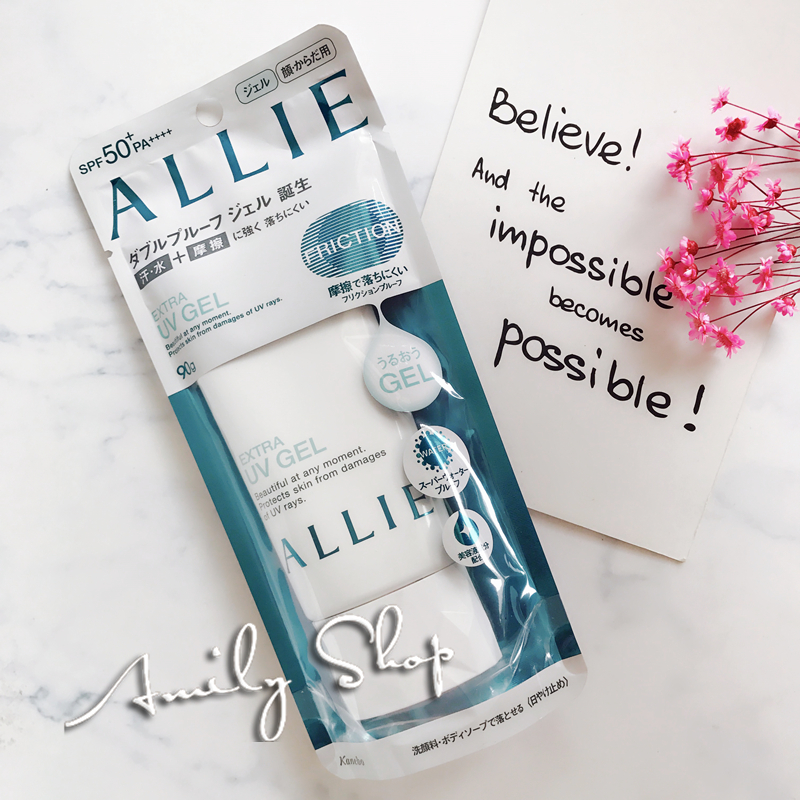 ジェル
顔・からだ用
SPF50+PA++++
ALLIE
ダブルプルーフ ジェル 誕生
汗・水+摩擦に強く落ちにくい
FRICTION
摩擦で落ちにくい
フリクションプルーフ
EXTRA
UV GEL
Beautiful at any moment.
Protects skin from damages of UV rays.
90g
うるおう
GEL
WATER
スーパーウォーター
プルーフ
EXTRA
UV GEL
Beautiful at any moment.
Protects skin from damages
of UV rays.
ALLIE
配合
洗顔料・ボディソープで落とせる〈日やけ止め〉
Kanebo
Believe!
And the
impossible
becomes
possible!
Amily Shop